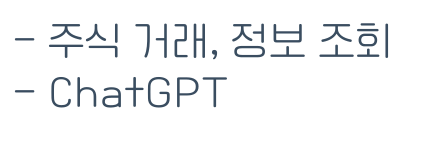 - 주식 거래, 정보 조회
- ChatGPT